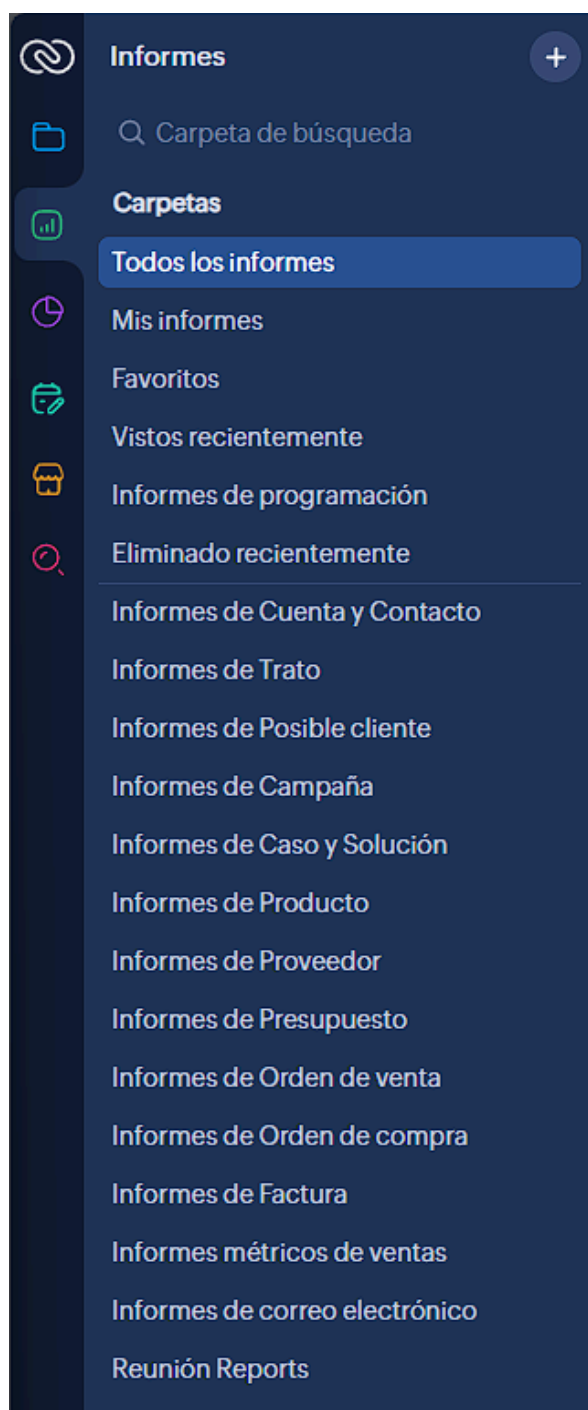 Informes
Carpeta de búsqueda
Carpetas
Todos los informes
Mis informes
Favoritos
Vistos recientemente
Informes de programación
Eliminado recientemente
Informes de Cuenta y Contacto
Informes de Trato
Informes de Posible cliente
Informes de Campaña
Informes de Caso y Solución
Informes de Producto
Informes de Proveedor
Informes de Presupuesto
Informes de Orden de venta
Informes de Orden de compra
Informes de Factura
Informes métricos de ventas
Informes de correo electrónico
Reunión Reports